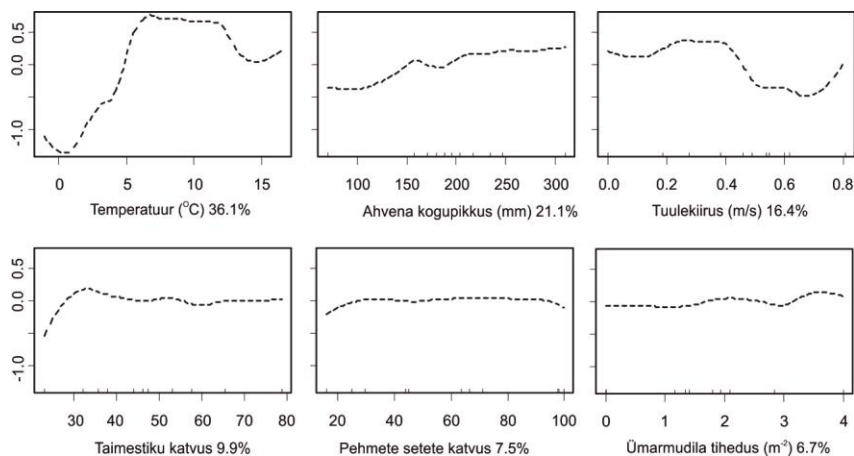 0.5
0.0
-1.0
0 5 10 15
100 150 200 250 300
0.0 0.2 0.4 0.6 0.8
Temperatuur (°C) 36.1%
Ahvena kogupikkus (mm) 21.1%
Tuulekiirus (m/s) 16.4%
0.5
0.0
-1.0
30 40 50 60 70 80
20 40 60 80 100
0 1 2 3 4
Taimestiku katvus 9.9%
Pehmete setete katvus 7.5%
Ümarmudila tihedus (m⁻²) 6.7%